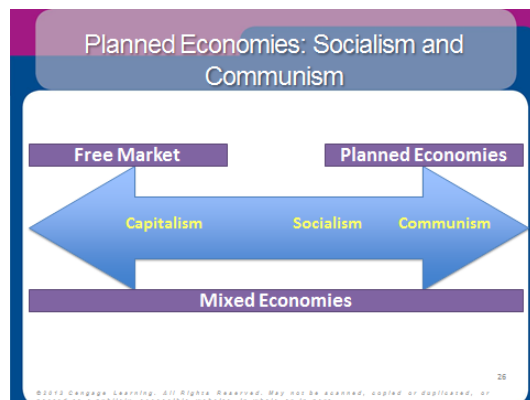 Planned Economies: Socialism and
Communism
Free Market
Planned Economies
Capitalism
Socialism
Communism
Mixed Economies
26
©2013 Cengage Learning. All Rights Reserved. May not be scanned, copied or duplicated, or